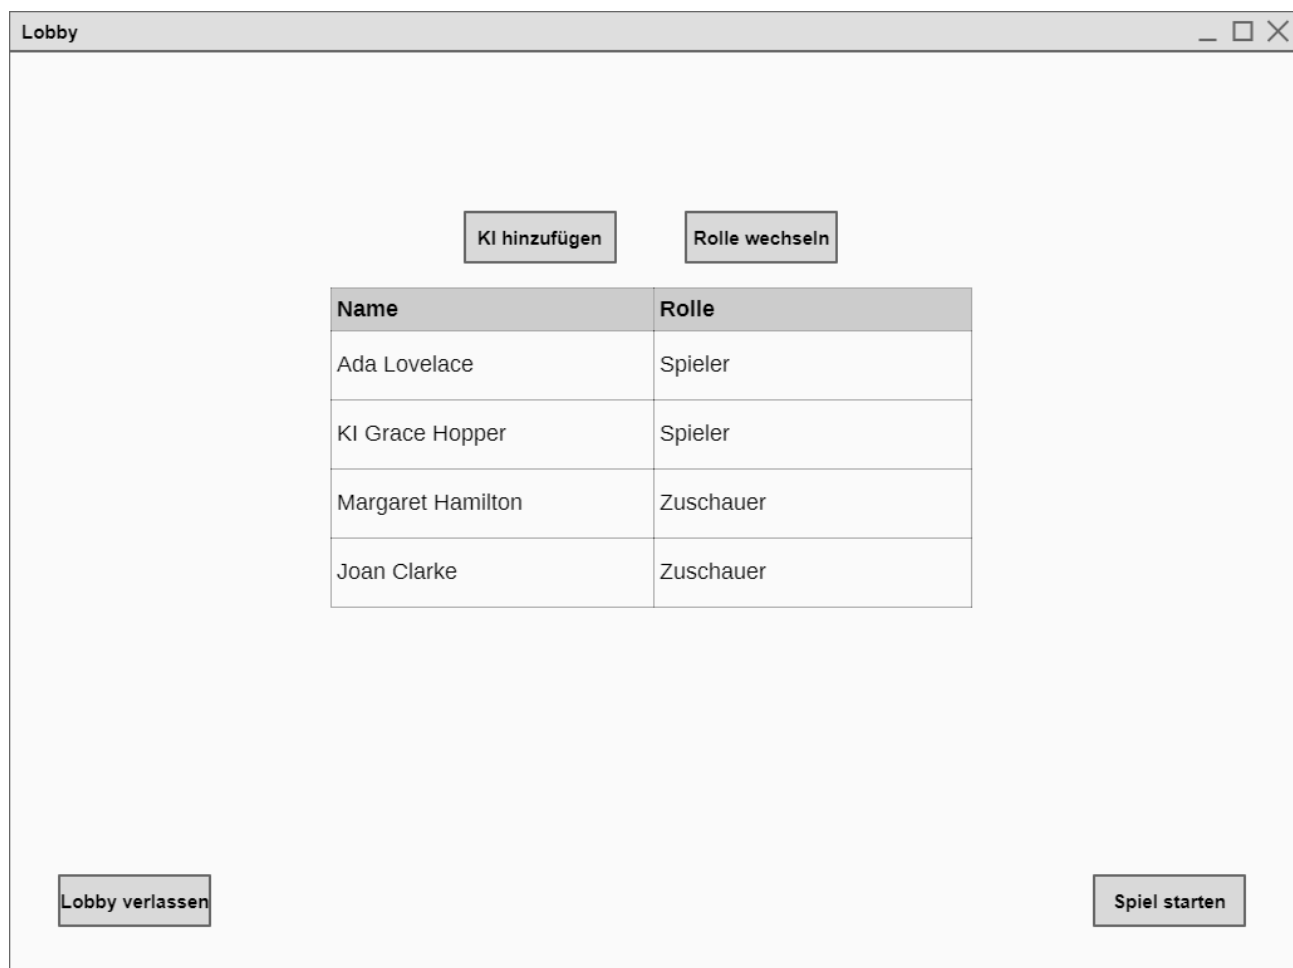 Lobby
KI hinzufügen Rolle wechseln
Name Rolle
Ada Lovelace Spieler
KI Grace Hopper Spieler
Margaret Hamilton Zuschauer
Joan Clarke Zuschauer
Lobby verlassen Spiel starten